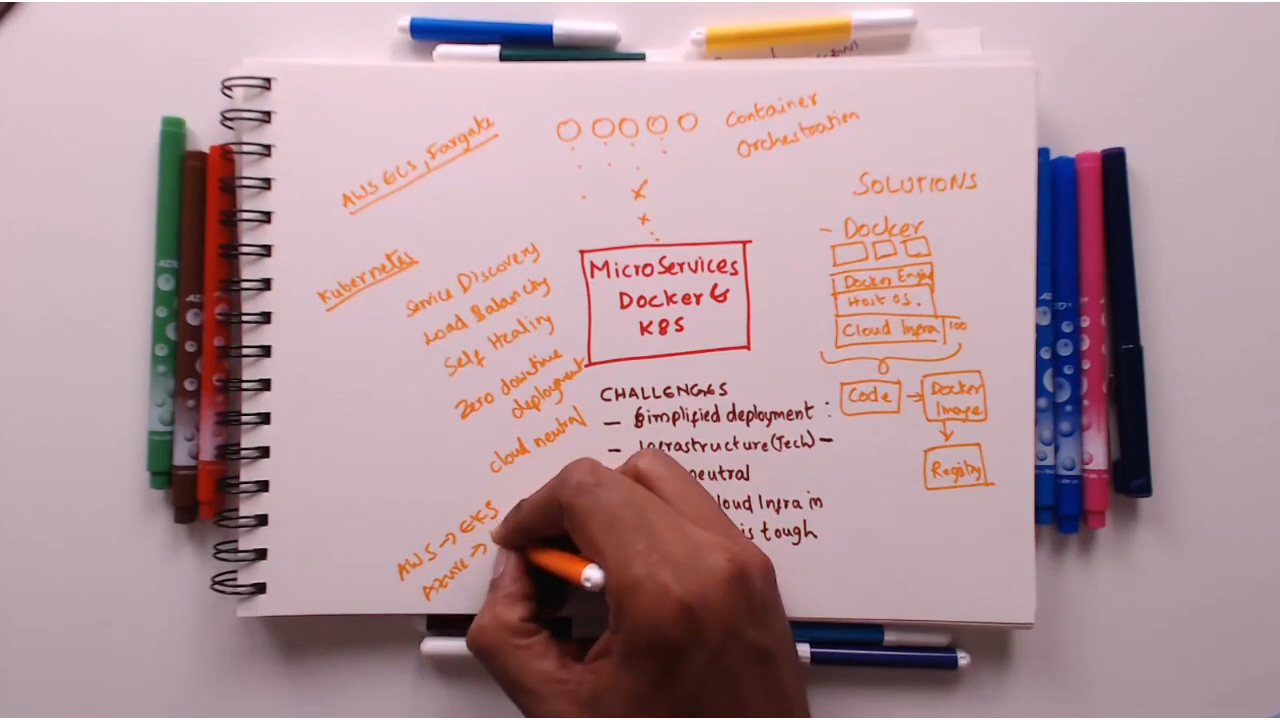 AWS ECS, Fargate
Container
Orchestration
SOLUTIONS
- Docker
Docker Engine
Host OS.
Cloud Infra
100
Code → Docker
Image
Registry
MicroServices
Docker &
K8S
Kubernetes
Service Discovery
Load Balancing
Self Healing
Zero downtime
deployment
cloud neutral
CHALLENGES
- Simplified deployment :
- Infrastructure(Tech) -
neutral
loud Infra in
is tough
AWS → EKS
Azure →